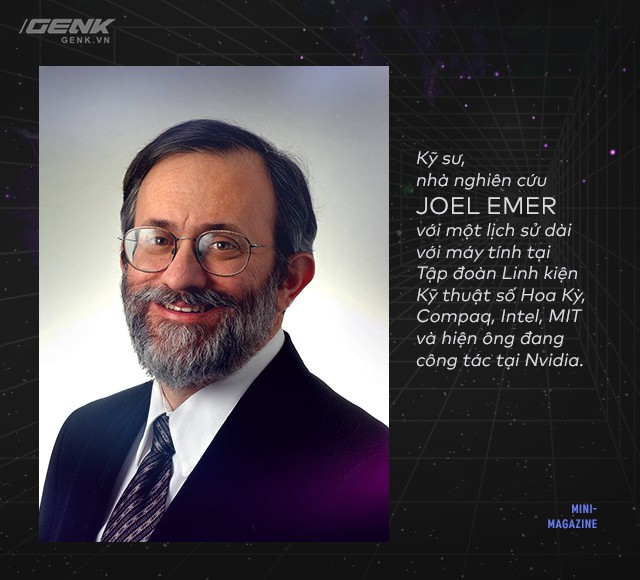 GENK
GENK.VN
Kỹ sư,
nhà nghiên cứu
JOEL EMER
với một lịch sử dài
với máy tính tại
Tập đoàn Linh kiện
Kỹ thuật số Hoa Kỳ,
Compaq, Intel, MIT
và hiện ông đang
công tác tại Nvidia.
MINI-
MAGAZINE